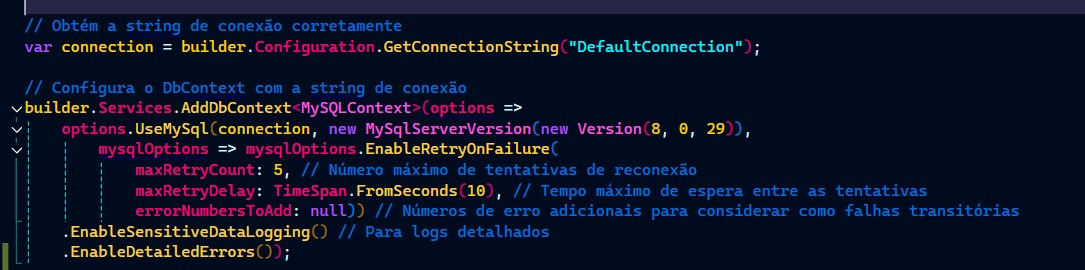 // Obtém a string de conexão corretamente
var connection = builder.Configuration.GetConnectionString("DefaultConnection");
// Configura o DbContext com a string de conexão
builder.Services.AddDbContext<MySQLContext>(options =>
options.UseMySql(connection, new MySqlServerVersion(new Version(8, 0, 29)),
mysqlOptions => mysqlOptions.EnableRetryOnFailure(
maxRetryCount: 5, // Número máximo de tentativas de reconexão
maxRetryDelay: TimeSpan.FromSeconds(10), // Tempo máximo de espera entre as tentativas
errorNumbersToAdd: null)) // Números de erro adicionais para considerar como falhas transitórias
.EnableSensitiveDataLogging() // Para logs detalhados
.EnableDetailedErrors());